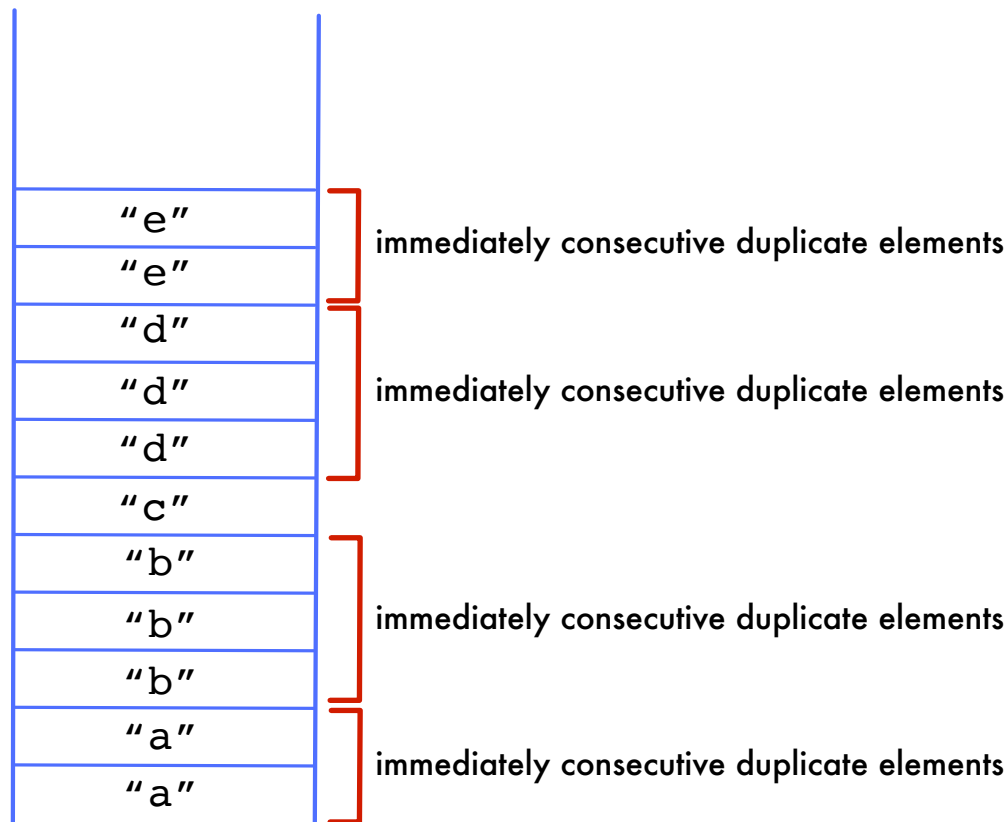 “e”
immediately consecutive duplicate elements
“e”
“d”
“d”
immediately consecutive duplicate elements
“d”
“c”
“b”
“b”
immediately consecutive duplicate elements
“b”
“a”
immediately consecutive duplicate elements
“a”